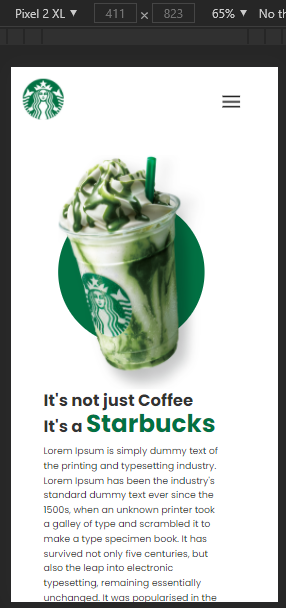 Pixel 2 XL ▼ 411 × 823 65% ▼ No th
It's not just Coffee
It's a Starbucks
Lorem Ipsum is simply dummy text of
the printing and typesetting industry.
Lorem Ipsum has been the industry's
standard dummy text ever since the
1500s, when an unknown printer took
a galley of type and scrambled it to
make a type specimen book. It has
survived not only five centuries, but
also the leap into electronic
typesetting, remaining essentially
unchanged. It was popularised in the